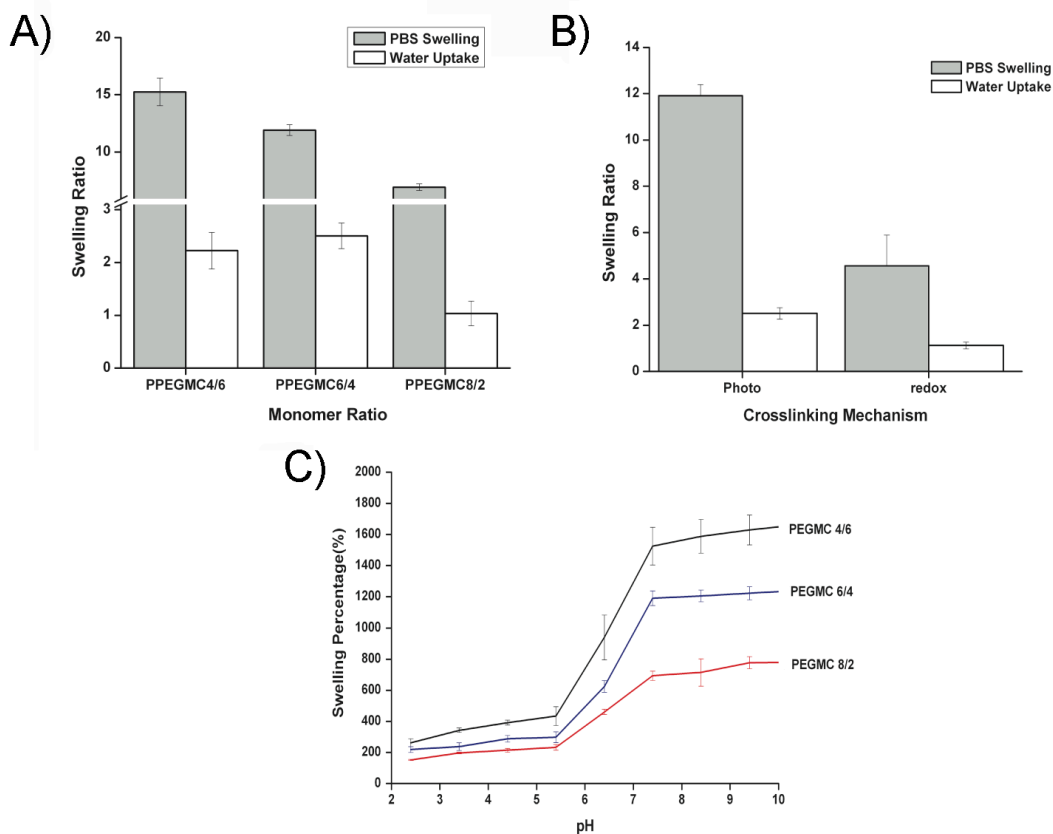 A)
20
15
10
3
2
1
0
Swelling Ratio
PBS Swelling
Water Uptake
PPEGMC4/6 PPEGMC6/4 PPEGMC8/2
Monomer Ratio
B)
14
12
10
8
6
4
2
0
Swelling Ratio
PBS Swelling
Water Uptake
Photo redox
Crosslinking Mechanism
C)
2000
1800
1600
1400
1200
1000
800
600
400
200
0
Swelling Percentage(%)
PEGMC 4/6
PEGMC 6/4
PEGMC 8/2
2 3 4 5 6 7 8 9 10
pH